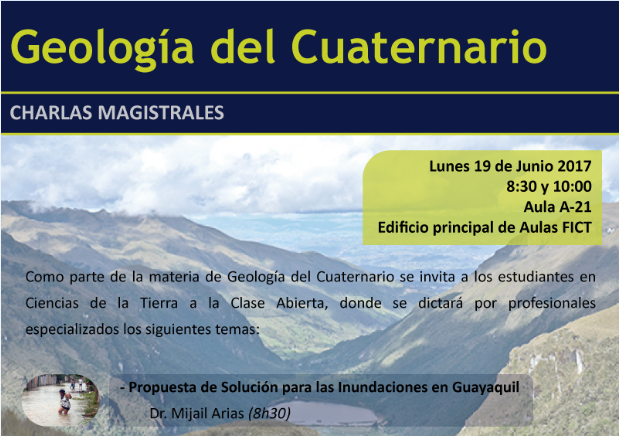 Geología del Cuaternario
CHARLAS MAGISTRALES
Lunes 19 de Junio 2017
8:30 y 10:00
Aula A-21
Edificio principal de Aulas FICT
Como parte de la materia de Geología del Cuaternario se invita a los estudiantes en
Ciencias de la Tierra a la Clase Abierta, donde se dictará por profesionales
especializados los siguientes temas:
- Propuesta de Solución para las Inundaciones en Guayaquil
Dr. Mijail Arias (8h30)